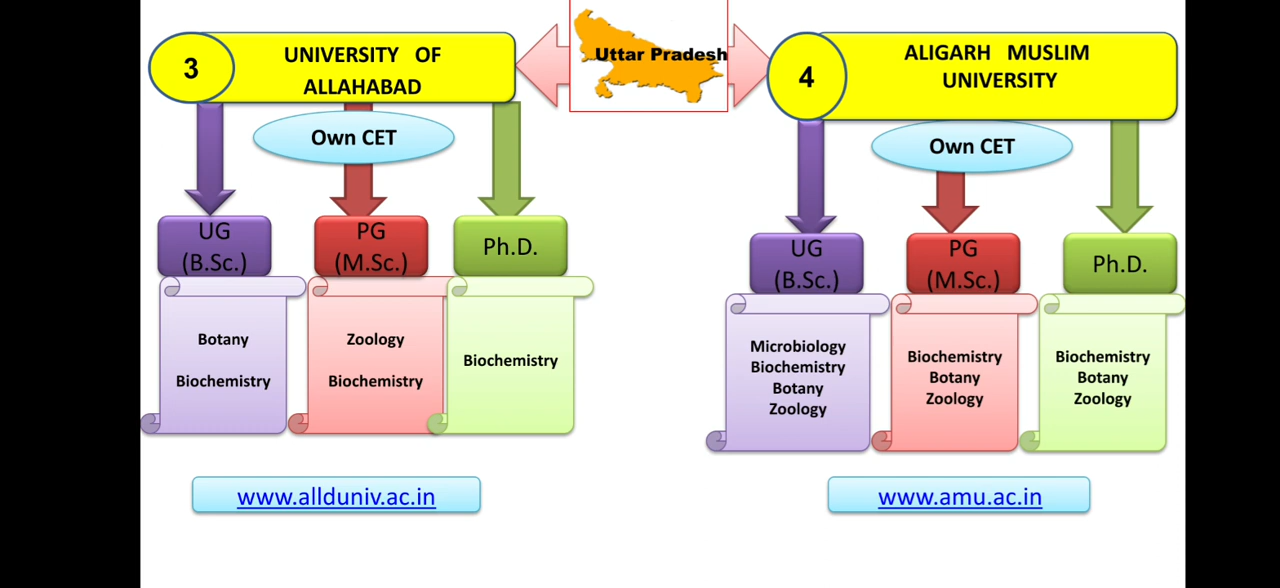 3
UNIVERSITY OF
ALLAHABAD
Uttar Pradesh
4
ALIGARH MUSLIM
UNIVERSITY
Own CET
UG
(B.Sc.)
PG
(M.Sc.)
Ph.D.
Botany
Biochemistry
Zoology
Biochemistry
Biochemistry
www.allduniv.ac.in
Own CET
UG
(B.Sc.)
PG
(M.Sc.)
Ph.D.
Microbiology
Biochemistry
Botany
Zoology
Biochemistry
Botany
Zoology
Biochemistry
Botany
Zoology
www.amu.ac.in